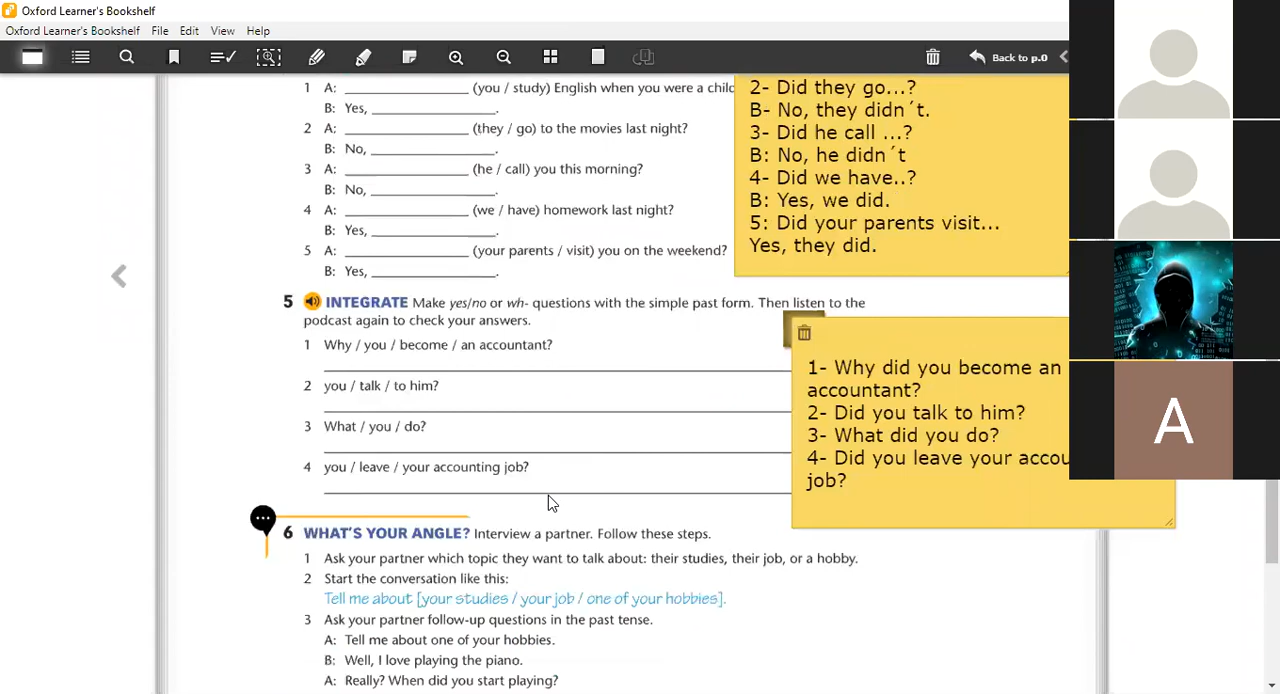 Oxford Learner's Bookshelf
Oxford Learner's Bookshelf File Edit View Help
Back to p.0
1 A: ____________ (you / study) English when you were a child
B: Yes, ____________.
2 A: ____________ (they / go) to the movies last night?
B: No, ____________.
3 A: ____________ (he / call) you this morning?
B: No, ____________.
4 A: ____________ (we / have) homework last night?
B: Yes, ____________.
5 A: ____________ (your parents / visit) you on the weekend?
B: Yes, ____________.
2- Did they go...?
B- No, they didn´t.
3- Did he call ...?
B: No, he didn´t
4- Did we have..?
B: Yes, we did.
5: Did your parents visit...
Yes, they did.
5 INTEGRATE Make yes/no or wh- questions with the simple past form. Then listen to the
podcast again to check your answers.
1 Why / you / become / an accountant?
2 you / talk / to him?
3 What / you / do?
4 you / leave / your accounting job?
1- Why did you become an
accountant?
2- Did you talk to him?
3- What did you do?
4- Did you leave your accou
job?
A
6 WHAT'S YOUR ANGLE? Interview a partner. Follow these steps.
1 Ask your partner which topic they want to talk about: their studies, their job, or a hobby.
2 Start the conversation like this:
Tell me about [your studies / your job / one of your hobbies].
3 Ask your partner follow-up questions in the past tense.
A: Tell me about one of your hobbies.
B: Well, I love playing the piano.
A: Really? When did you start playing?